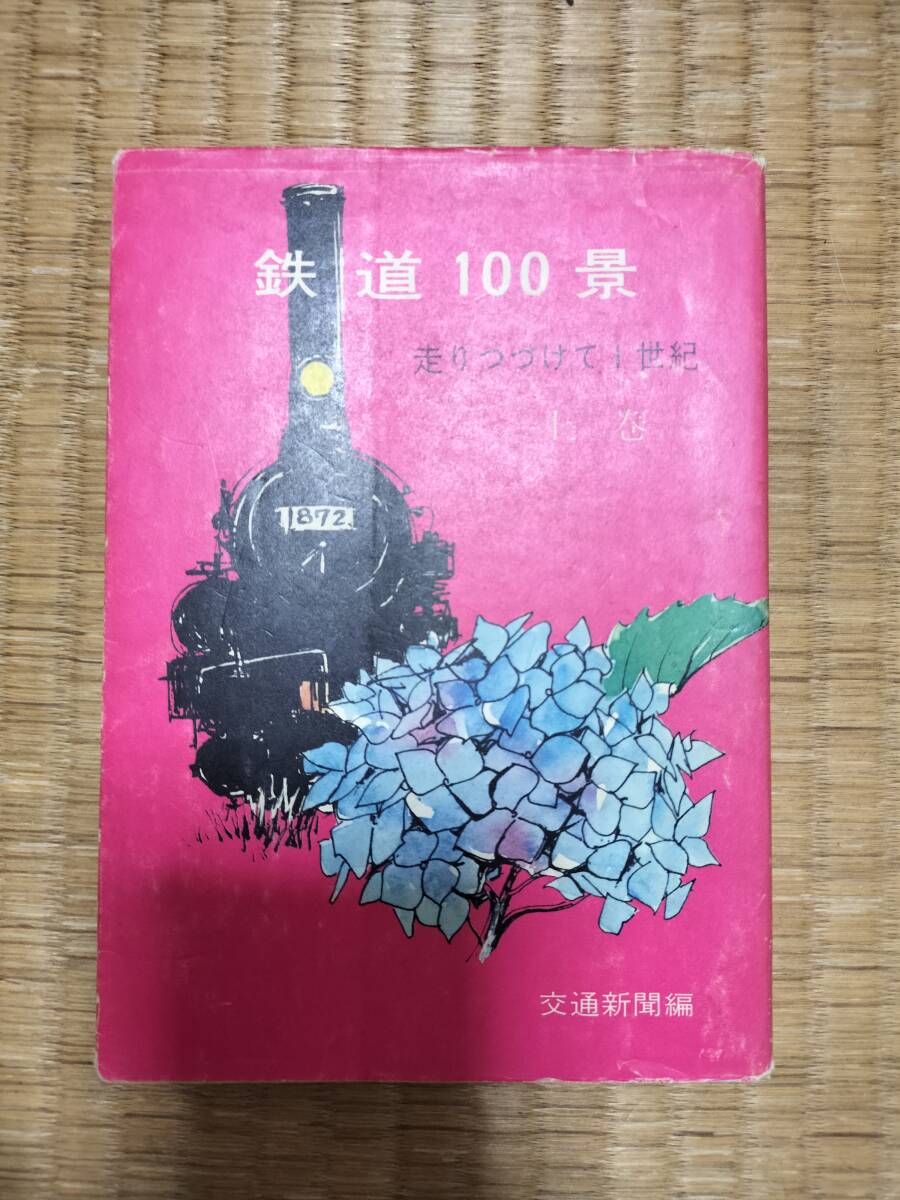 鉄道100景
走りつづけて1世紀
上巻
1872
交通新聞編